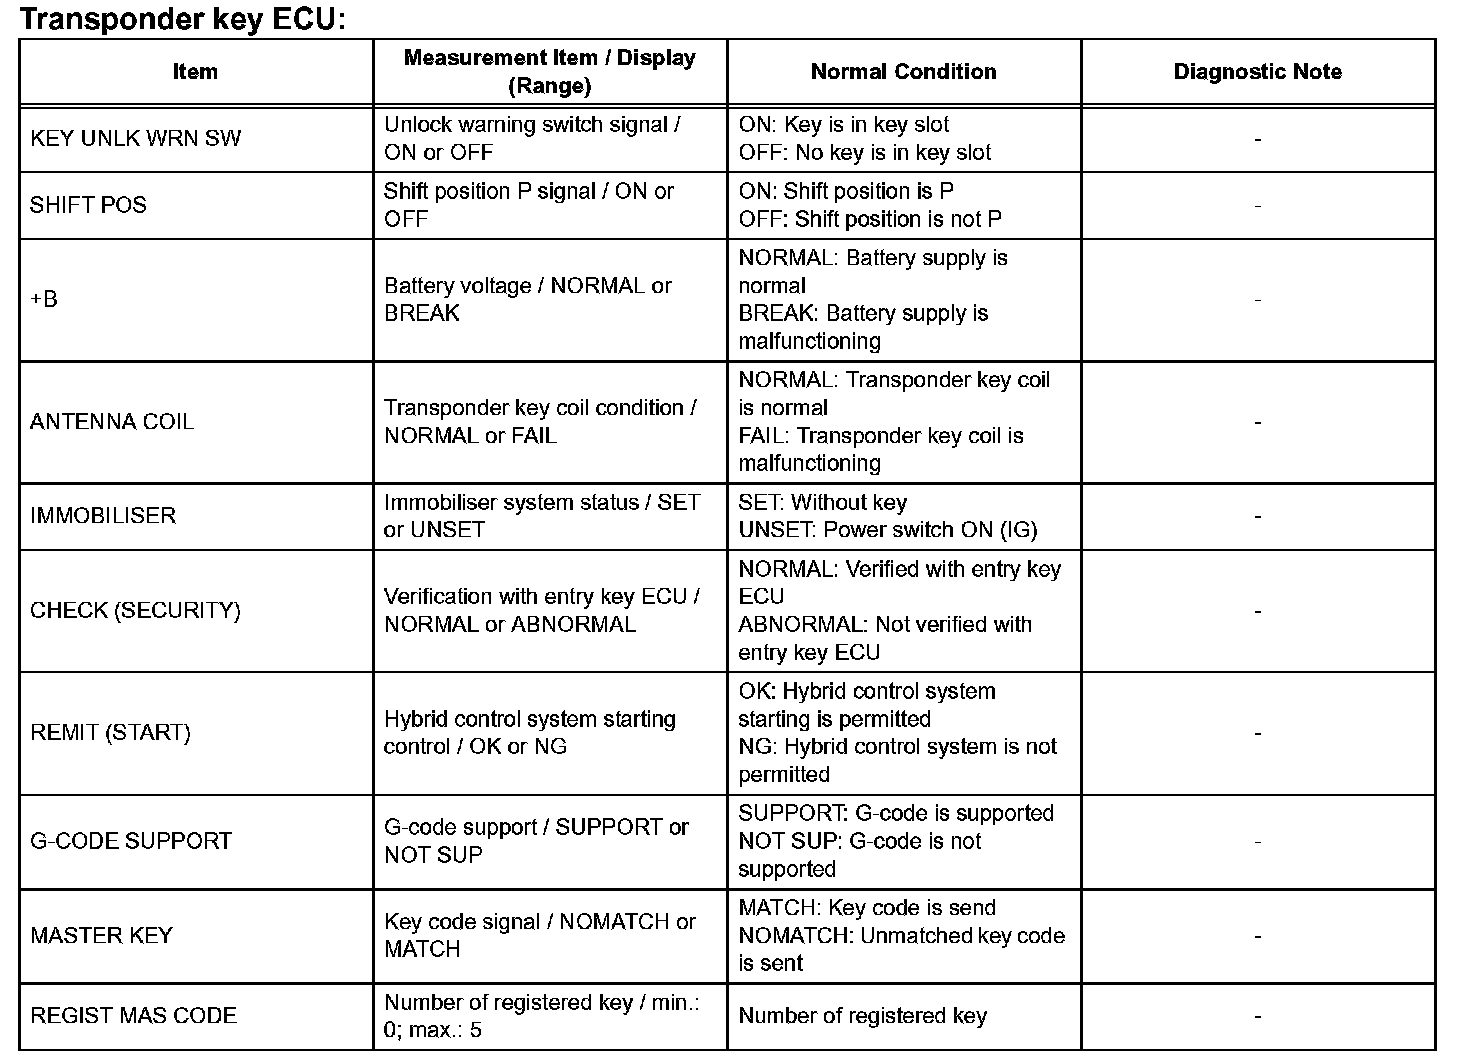 Transponder key ECU:
Item
Measurement Item / Display
(Range)
Normal Condition
Diagnostic Note
KEY UNLK WRN SW
Unlock warning switch signal /
ON or OFF
ON: Key is in key slot
OFF: No key is in key slot
-
SHIFT POS
Shift position P signal / ON or
OFF
ON: Shift position is P
OFF: Shift position is not P
-
+B
Battery voltage / NORMAL or
BREAK
NORMAL: Battery supply is
normal
BREAK: Battery supply is
malfunctioning
-
ANTENNA COIL
Transponder key coil condition /
NORMAL or FAIL
NORMAL: Transponder key coil
is normal
FAIL: Transponder key coil is
malfunctioning
-
IMMOBILISER
Immobiliser system status / SET
or UNSET
SET: Without key
UNSET: Power switch ON (IG)
-
CHECK (SECURITY)
Verification with entry key ECU /
NORMAL or ABNORMAL
NORMAL: Verified with entry key
ECU
ABNORMAL: Not verified with
entry key ECU
-
REMIT (START)
Hybrid control system starting
control / OK or NG
OK: Hybrid control system
starting is permitted
NG: Hybrid control system is not
permitted
-
G-CODE SUPPORT
G-code support / SUPPORT or
NOT SUP
SUPPORT: G-code is supported
NOT SUP: G-code is not
supported
-
MASTER KEY
Key code signal / NOMATCH or
MATCH
MATCH: Key code is send
NOMATCH: Unmatched key code
is sent
-
REGIST MAS CODE
Number of registered key / min.:
0; max.: 5
Number of registered key
-